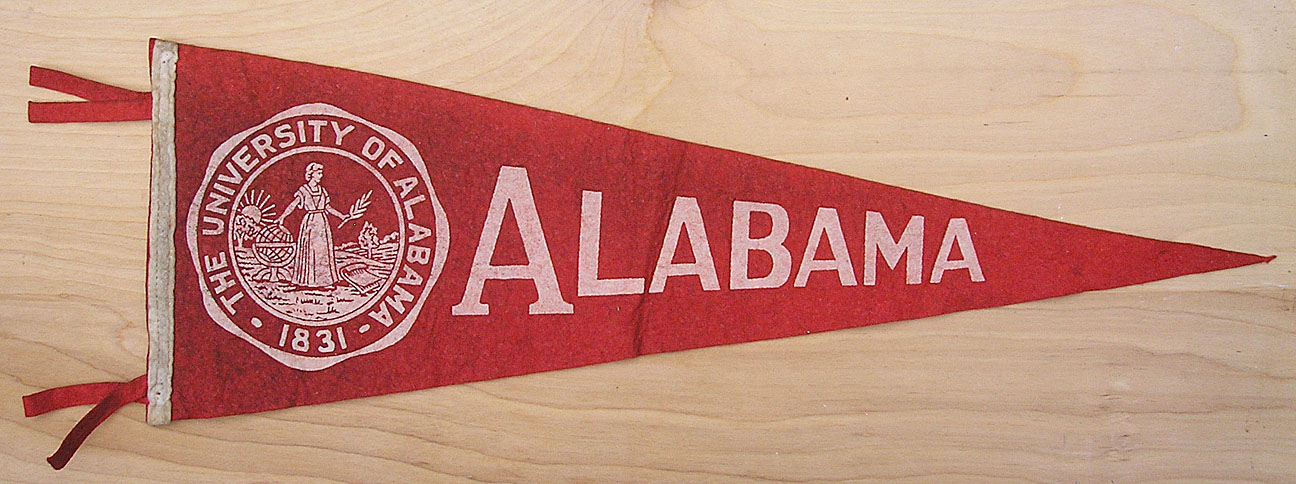 THE UNIVERSITY OF ALABAMA
• 1831 •
ALABAMA